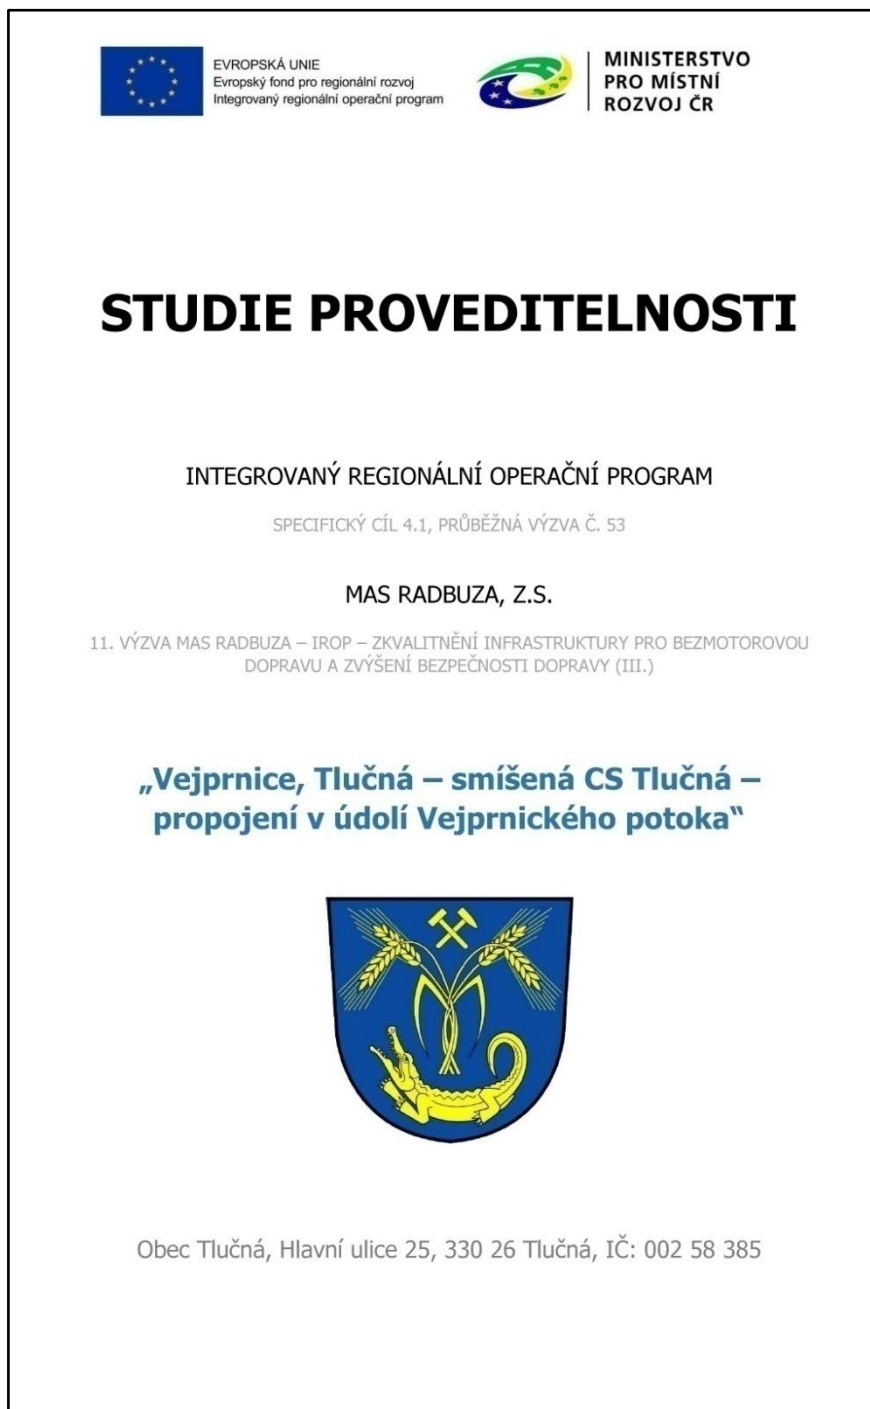 EVROPSKÁ UNIE
Evropský fond pro regionální rozvoj
Integrovaný regionální operační program
MINISTERSTVO
PRO MÍSTNÍ
ROZVOJ ČR
STUDIE PROVEDITELNOSTI
INTEGROVANÝ REGIONÁLNÍ OPERAČNÍ PROGRAM
SPECIFICKÝ CÍL 4.1, PRŮBĚŽNÁ VÝZVA Č. 53
MAS RADBUZA, Z.S.
11. VÝZVA MAS RADBUZA – IROP – ZKVALITNĚNÍ INFRASTRUKTURY PRO BEZMOTOROVOU
DOPRAVU A ZVÝŠENÍ BEZPEČNOSTI DOPRAVY (III.)
„Vejprnice, Tlučná – smíšená CS Tlučná –
propojení v údolí Vejprnického potoka“
Obec Tlučná, Hlavní ulice 25, 330 26 Tlučná, IČ: 002 58 385